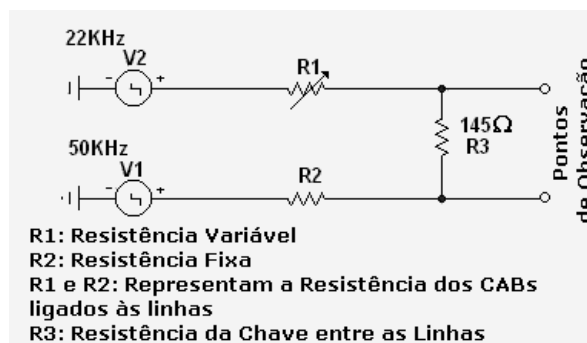 22KHz
V2
R1
50KHz
V1
R2
145Ω
R3
Pontos
de Observação
R1: Resistência Variável
R2: Resistência Fixa
R1 e R2: Representam a Resistência dos CABs
ligados às linhas
R3: Resistência da Chave entre as Linhas